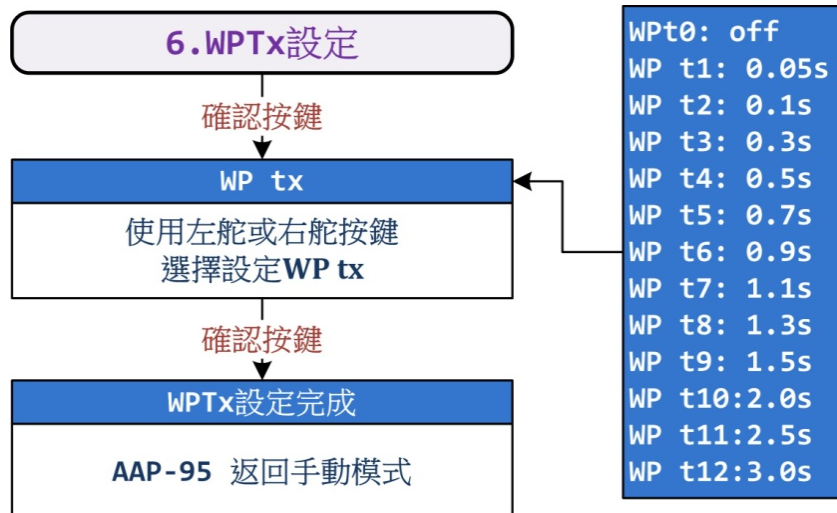 6.WPTx設定
確認按鍵
WP tx
使用左舵或右舵按鍵
選擇設定WP tx
確認按鍵
WPTx設定完成
AAP-95 返回手動模式
WPt0: off
WP t1: 0.05s
WP t2: 0.1s
WP t3: 0.3s
WP t4: 0.5s
WP t5: 0.7s
WP t6: 0.9s
WP t7: 1.1s
WP t8: 1.3s
WP t9: 1.5s
WP t10:2.0s
WP t11:2.5s
WP t12:3.0s